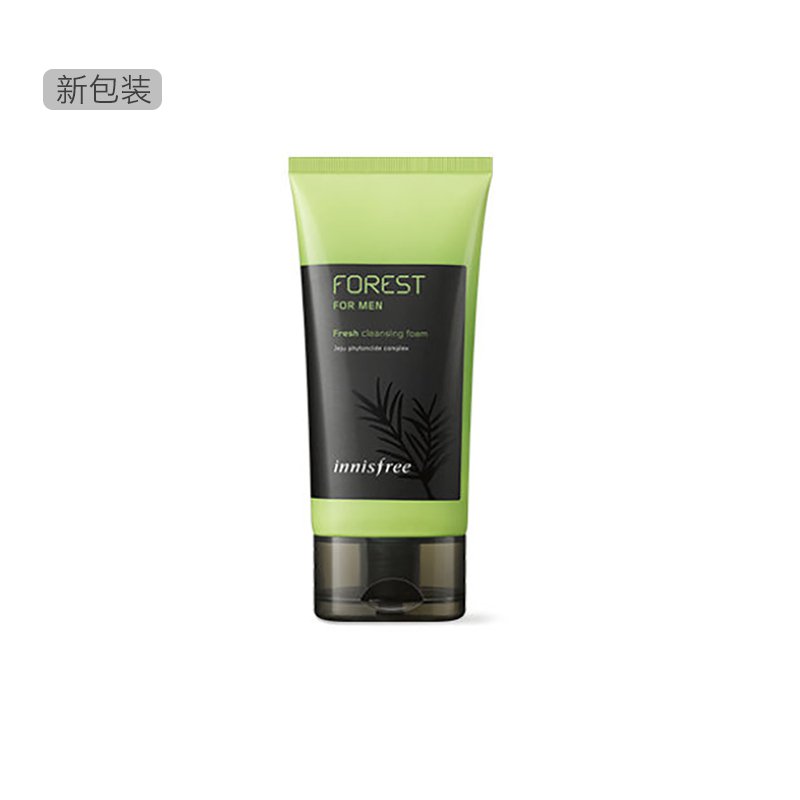 新包装
FOREST
FOR MEN
Fresh cleansing foam
Jeju phytoncide complex
innisfree